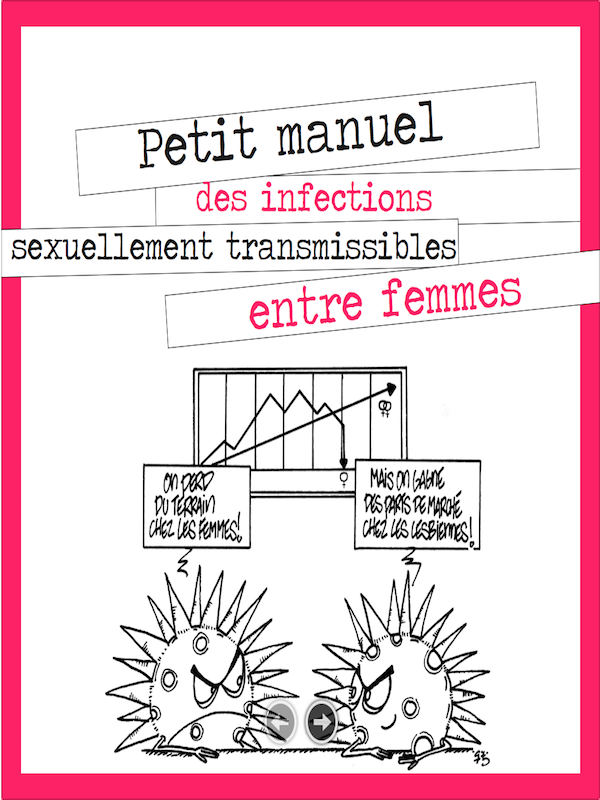 Petit manuel
des infections
sexuellement transmissibles
entre femmes
ON PERD
DU TERRAIN
CHEZ LES FEMMES!
MAIS ON GAGNE
DES PARTS DE MARCHÉ
CHEZ LES LESBIENNES!